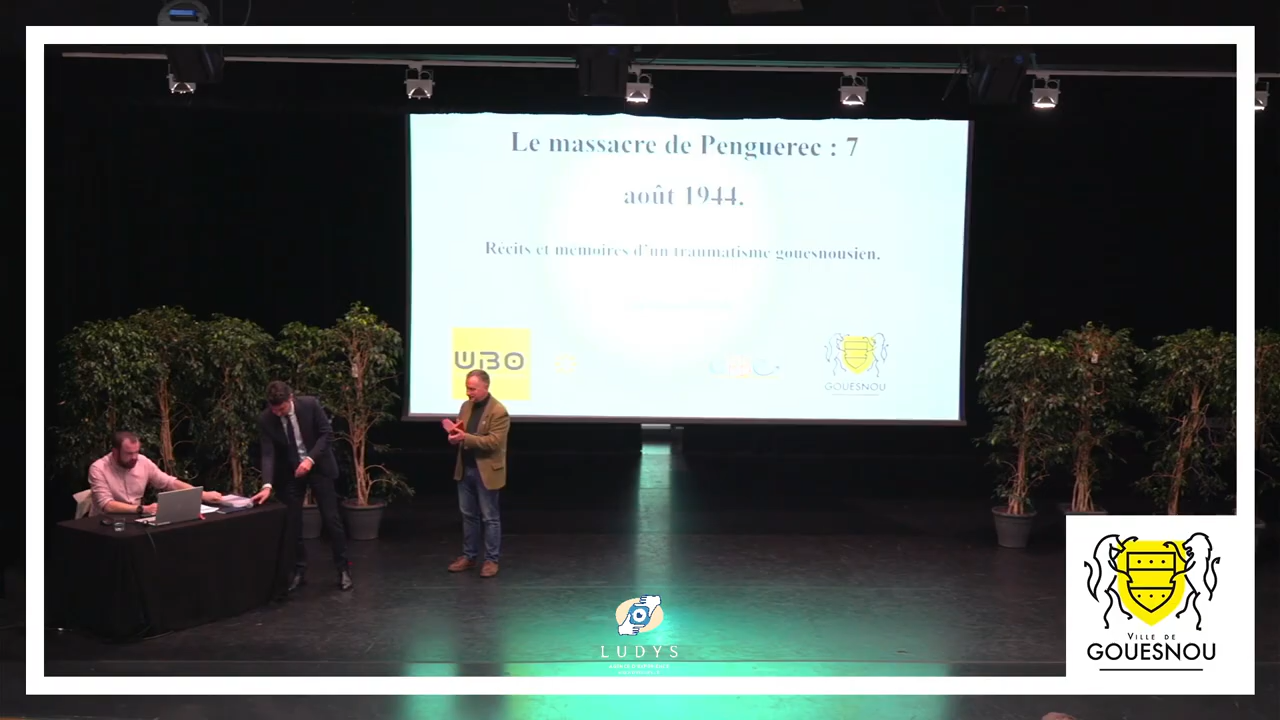 Le massacre de Penguerec : 7
août 1944.
Récits et mémoires d'un traumatisme gouesnousien.
UBO
GOUESNOU
LUDYS
VILLE DE
GOUESNOU